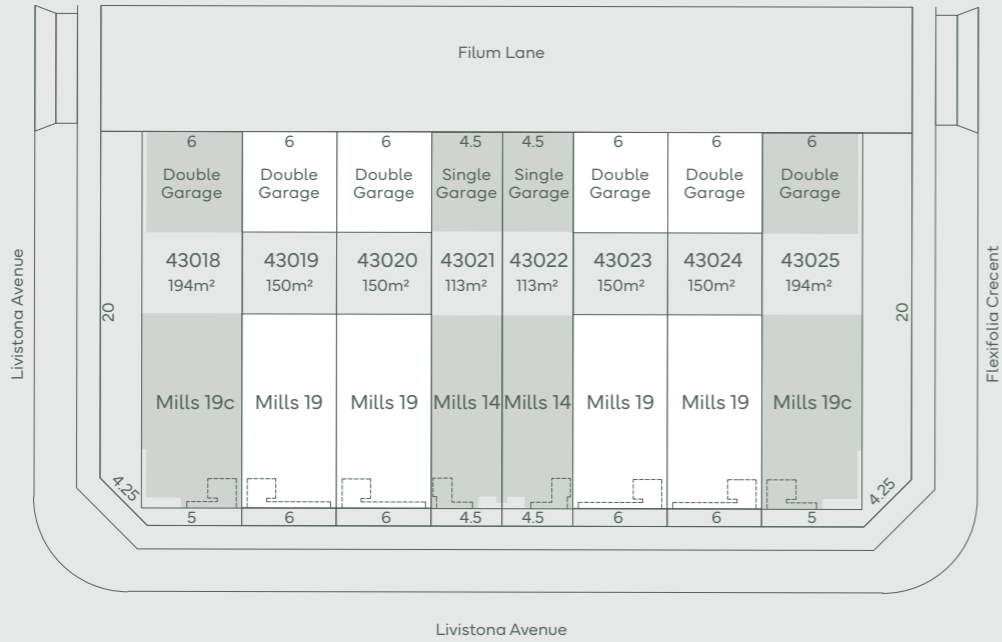 Filum Lane
6 6 6 4.5 4.5 6 6 6
Double
Garage
Double
Garage
Double
Garage
Single
Garage
Single
Garage
Double
Garage
Double
Garage
Double
Garage
43018
194m²
43019
150m²
43020
150m²
43021
113m²
43022
113m²
43023
150m²
43024
150m²
43025
194m²
Livistona Avenue
20
20
Flexifolia Crecent
Mills 19c
Mills 19
Mills 19
Mills 14
Mills 14
Mills 19
Mills 19
Mills 19c
4.25
4.25
5 6 6 4.5 4.5 6 6 5
Livistona Avenue